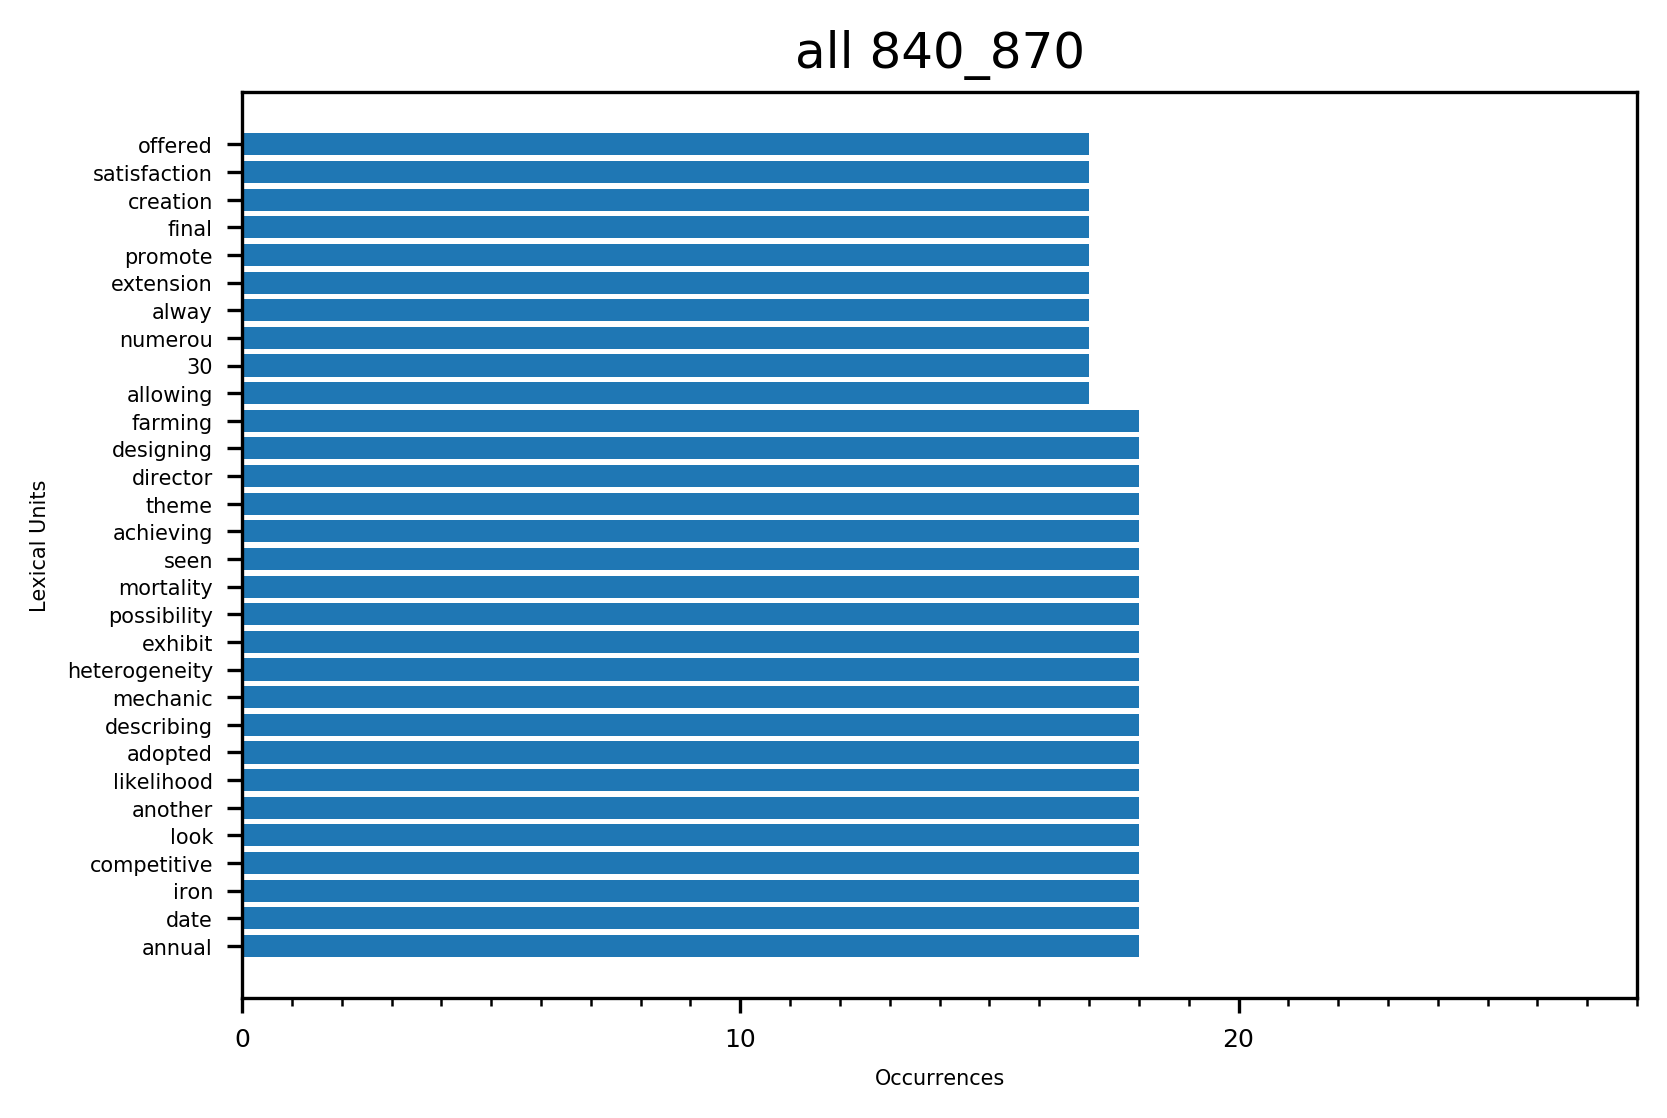 all 840_870
offered
satisfaction
creation
final
promote
extension
alway
numerou
30
allowing
farming
designing
director
theme
achieving
seen
mortality
possibility
exhibit
heterogeneity
mechanic
describing
adopted
likelihood
another
look
competitive
iron
date
annual
Lexical Units
0 10 20
Occurrences